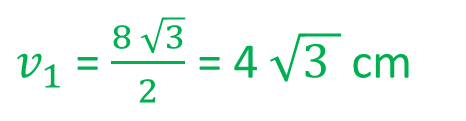 v₁ = 8 √3 / 2 = 4 √3 cm